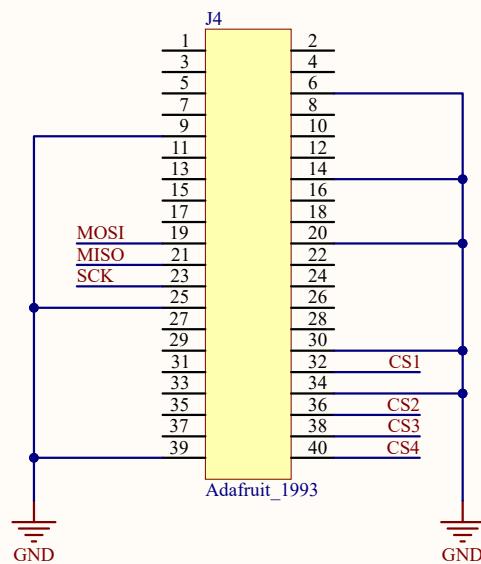 J4
1 2
3 4
5 6
7 8
9 10
11 12
13 14
15 16
17 18
MOSI 19 20
MISO 21 22
SCK 23 24
25 26
27 28
29 30
31 32 CS1
33 34
35 36 CS2
37 38 CS3
39 40 CS4
Adafruit_1993
GND GND